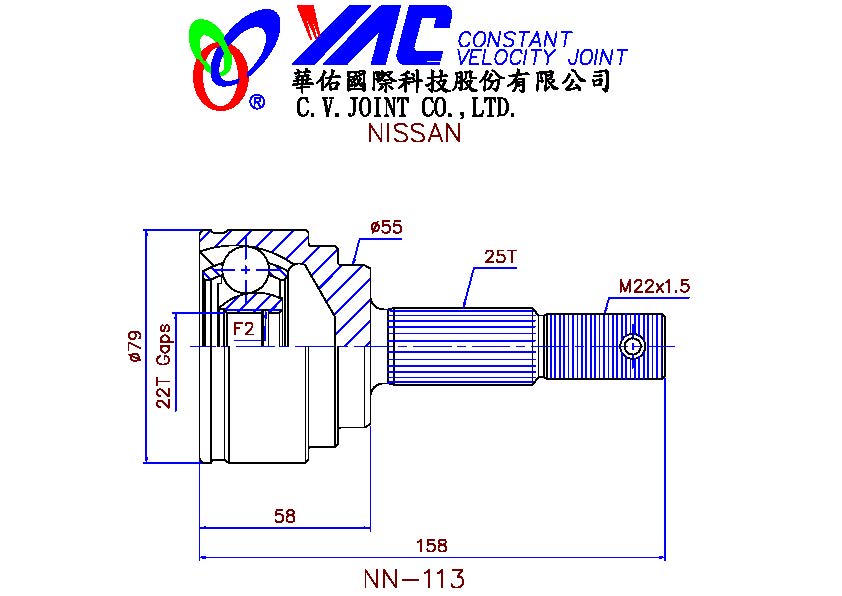 YAC CONSTANT
VELOCITY JOINT
®
華佑國際科技股份有限公司
C.V.JOINT CO.,LTD.
NISSAN
ø55
25T
M22x1.5
F2
ø79
22T Gaps
58
158
NN-113